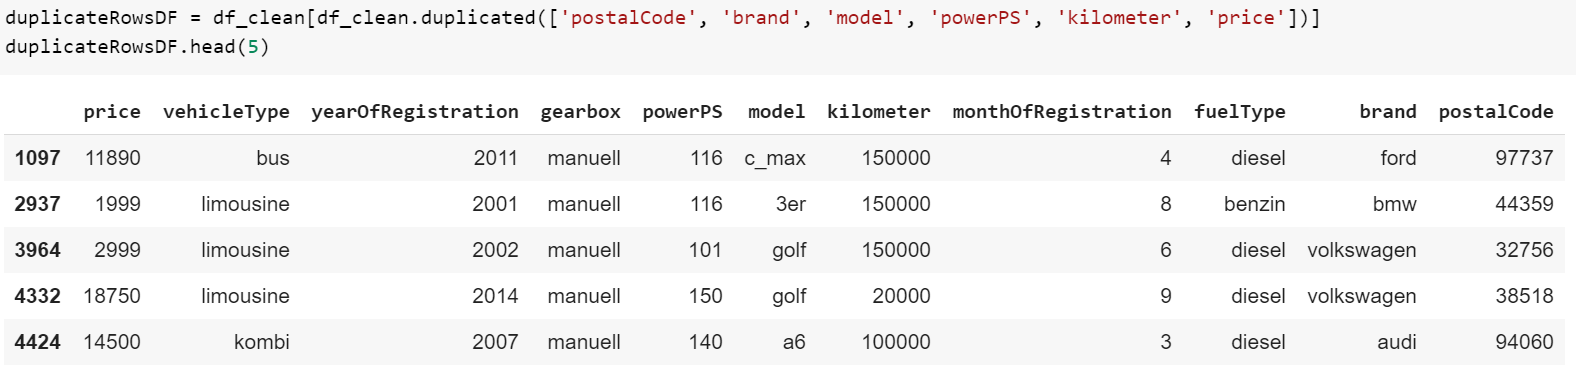 duplicateRowsDF = df_clean[df_clean.duplicated(['postalCode', 'brand', 'model', 'powerPS', 'kilometer', 'price'])]
duplicateRowsDF.head(5)
price vehicleType yearOfRegistration gearbox powerPS model kilometer monthOfRegistration fuelType brand postalCode
1097 11890 bus 2011 manuell 116 c_max 150000 4 diesel ford 97737
2937 1999 limousine 2001 manuell 116 3er 150000 8 benzin bmw 44359
3964 2999 limousine 2002 manuell 101 golf 150000 6 diesel volkswagen 32756
4332 18750 limousine 2014 manuell 150 golf 20000 9 diesel volkswagen 38518
4424 14500 kombi 2007 manuell 140 a6 100000 3 diesel audi 94060